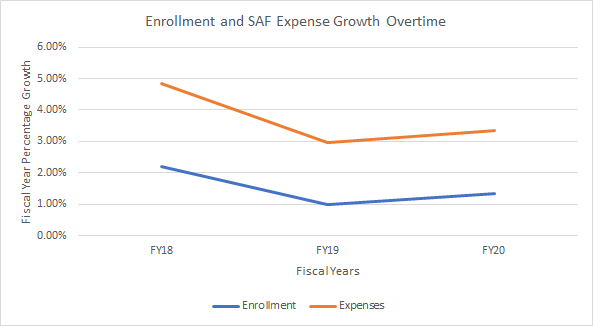 Enrollment and SAF Expense Growth Overtime
6.00%
5.00%
4.00%
3.00%
2.00%
1.00%
0.00%
Fiscal Year Percentage Growth
FY18
FY19
FY20
Fiscal Years
Enrollment
Expenses